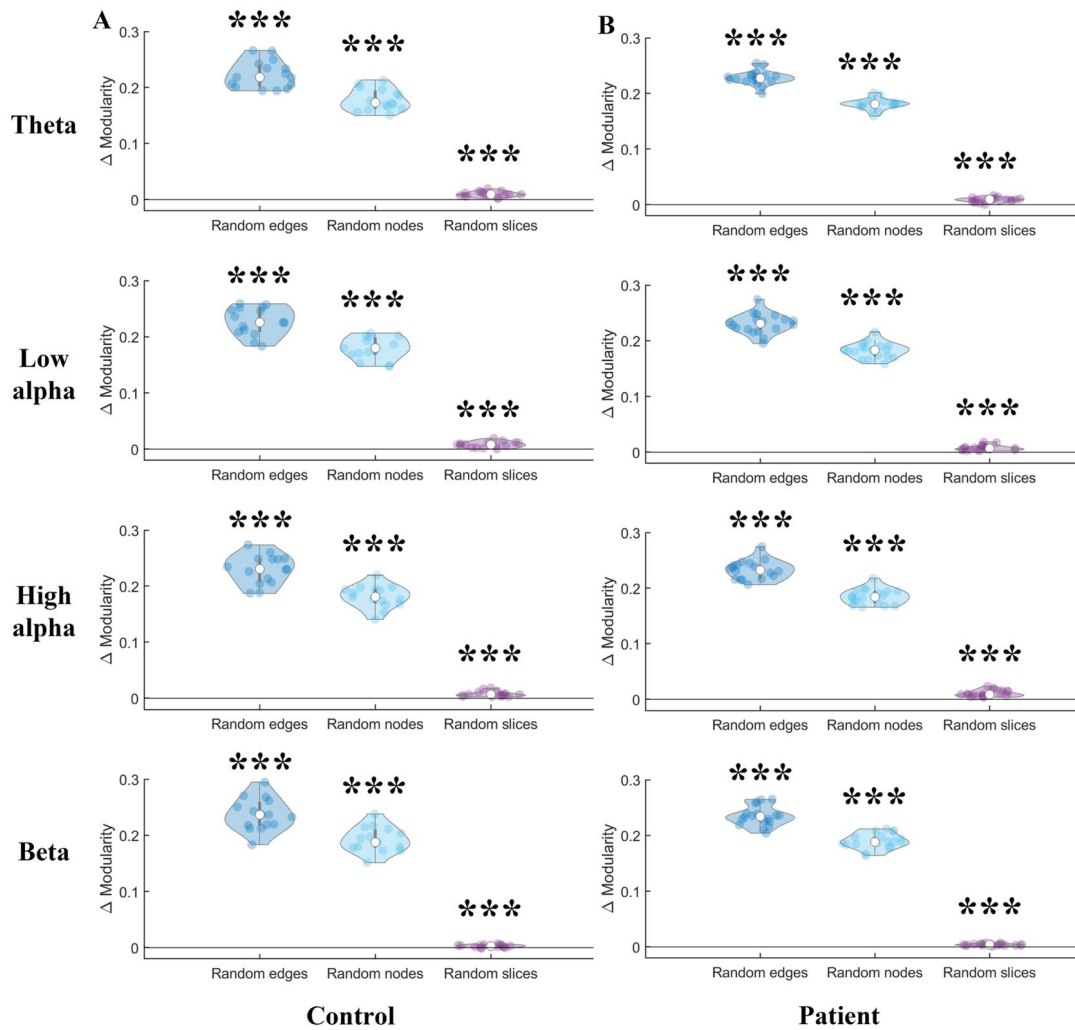 A
B
Theta
Δ Modularity
0.3
0.2
0.1
0
*** *** ***
Random edges Random nodes Random slices
Δ Modularity
0.3
0.2
0.1
0
*** *** ***
Random edges Random nodes Random slices
Low
alpha
Δ Modularity
0.3
0.2
0.1
0
*** *** ***
Random edges Random nodes Random slices
Δ Modularity
0.3
0.2
0.1
0
*** *** ***
Random edges Random nodes Random slices
High
alpha
Δ Modularity
0.3
0.2
0.1
0
*** *** ***
Random edges Random nodes Random slices
Δ Modularity
0.3
0.2
0.1
0
*** *** ***
Random edges Random nodes Random slices
Beta
Δ Modularity
0.3
0.2
0.1
0
*** *** ***
Random edges Random nodes Random slices
Δ Modularity
0.3
0.2
0.1
0
*** *** ***
Random edges Random nodes Random slices
Control
Patient